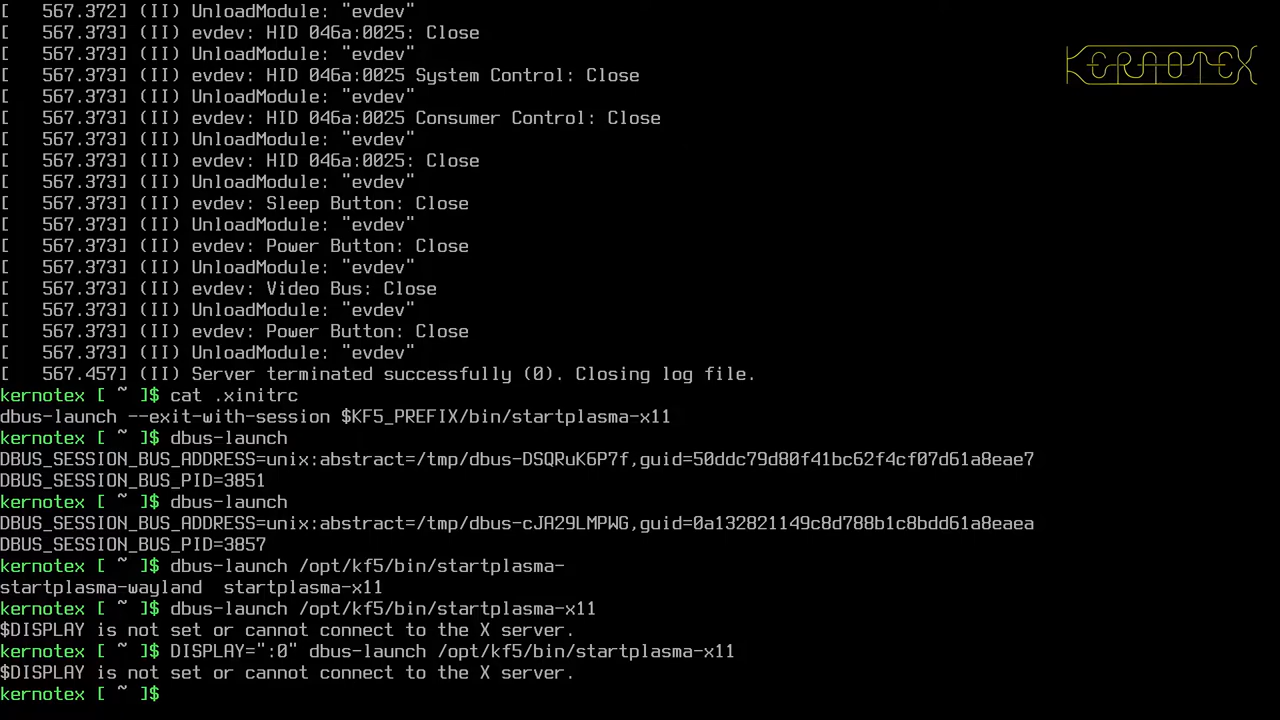 [   567.372] (II) UnloadModule: "evdev"
KERNOTEX
[   567.373] (II) evdev: HID 046a:0025: Close
[   567.373] (II) UnloadModule: "evdev"
[   567.373] (II) evdev: HID 046a:0025 System Control: Close
[   567.373] (II) UnloadModule: "evdev"
[   567.373] (II) evdev: HID 046a:0025 Consumer Control: Close
[   567.373] (II) UnloadModule: "evdev"
[   567.373] (II) evdev: HID 046a:0025: Close
[   567.373] (II) UnloadModule: "evdev"
[   567.373] (II) evdev: Sleep Button: Close
[   567.373] (II) UnloadModule: "evdev"
[   567.373] (II) evdev: Power Button: Close
[   567.373] (II) UnloadModule: "evdev"
[   567.373] (II) evdev: Video Bus: Close
[   567.373] (II) UnloadModule: "evdev"
[   567.373] (II) evdev: Power Button: Close
[   567.373] (II) UnloadModule: "evdev"
[   567.457] (II) Server terminated successfully (0). Closing log file.
kernotex [ ~ ]$ cat .xinitrc
dbus-launch --exit-with-session $KF5_PREFIX/bin/startplasma-x11
kernotex [ ~ ]$ dbus-launch
DBUS_SESSION_BUS_ADDRESS=unix:abstract=/tmp/dbus-DSQRuK6P7f,guid=50ddc79d80f41bc62f4cf07d61a8eae7
DBUS_SESSION_BUS_PID=3851
kernotex [ ~ ]$ dbus-launch
DBUS_SESSION_BUS_ADDRESS=unix:abstract=/tmp/dbus-cJA29LMPWG,guid=0a132821149c8d788b1c8bdd61a8eaea
DBUS_SESSION_BUS_PID=3857
kernotex [ ~ ]$ dbus-launch /opt/kf5/bin/startplasma-
startplasma-wayland  startplasma-x11
kernotex [ ~ ]$ dbus-launch /opt/kf5/bin/startplasma-x11
$DISPLAY is not set or cannot connect to the X server.
kernotex [ ~ ]$ DISPLAY=":0" dbus-launch /opt/kf5/bin/startplasma-x11
$DISPLAY is not set or cannot connect to the X server.
kernotex [ ~ ]$